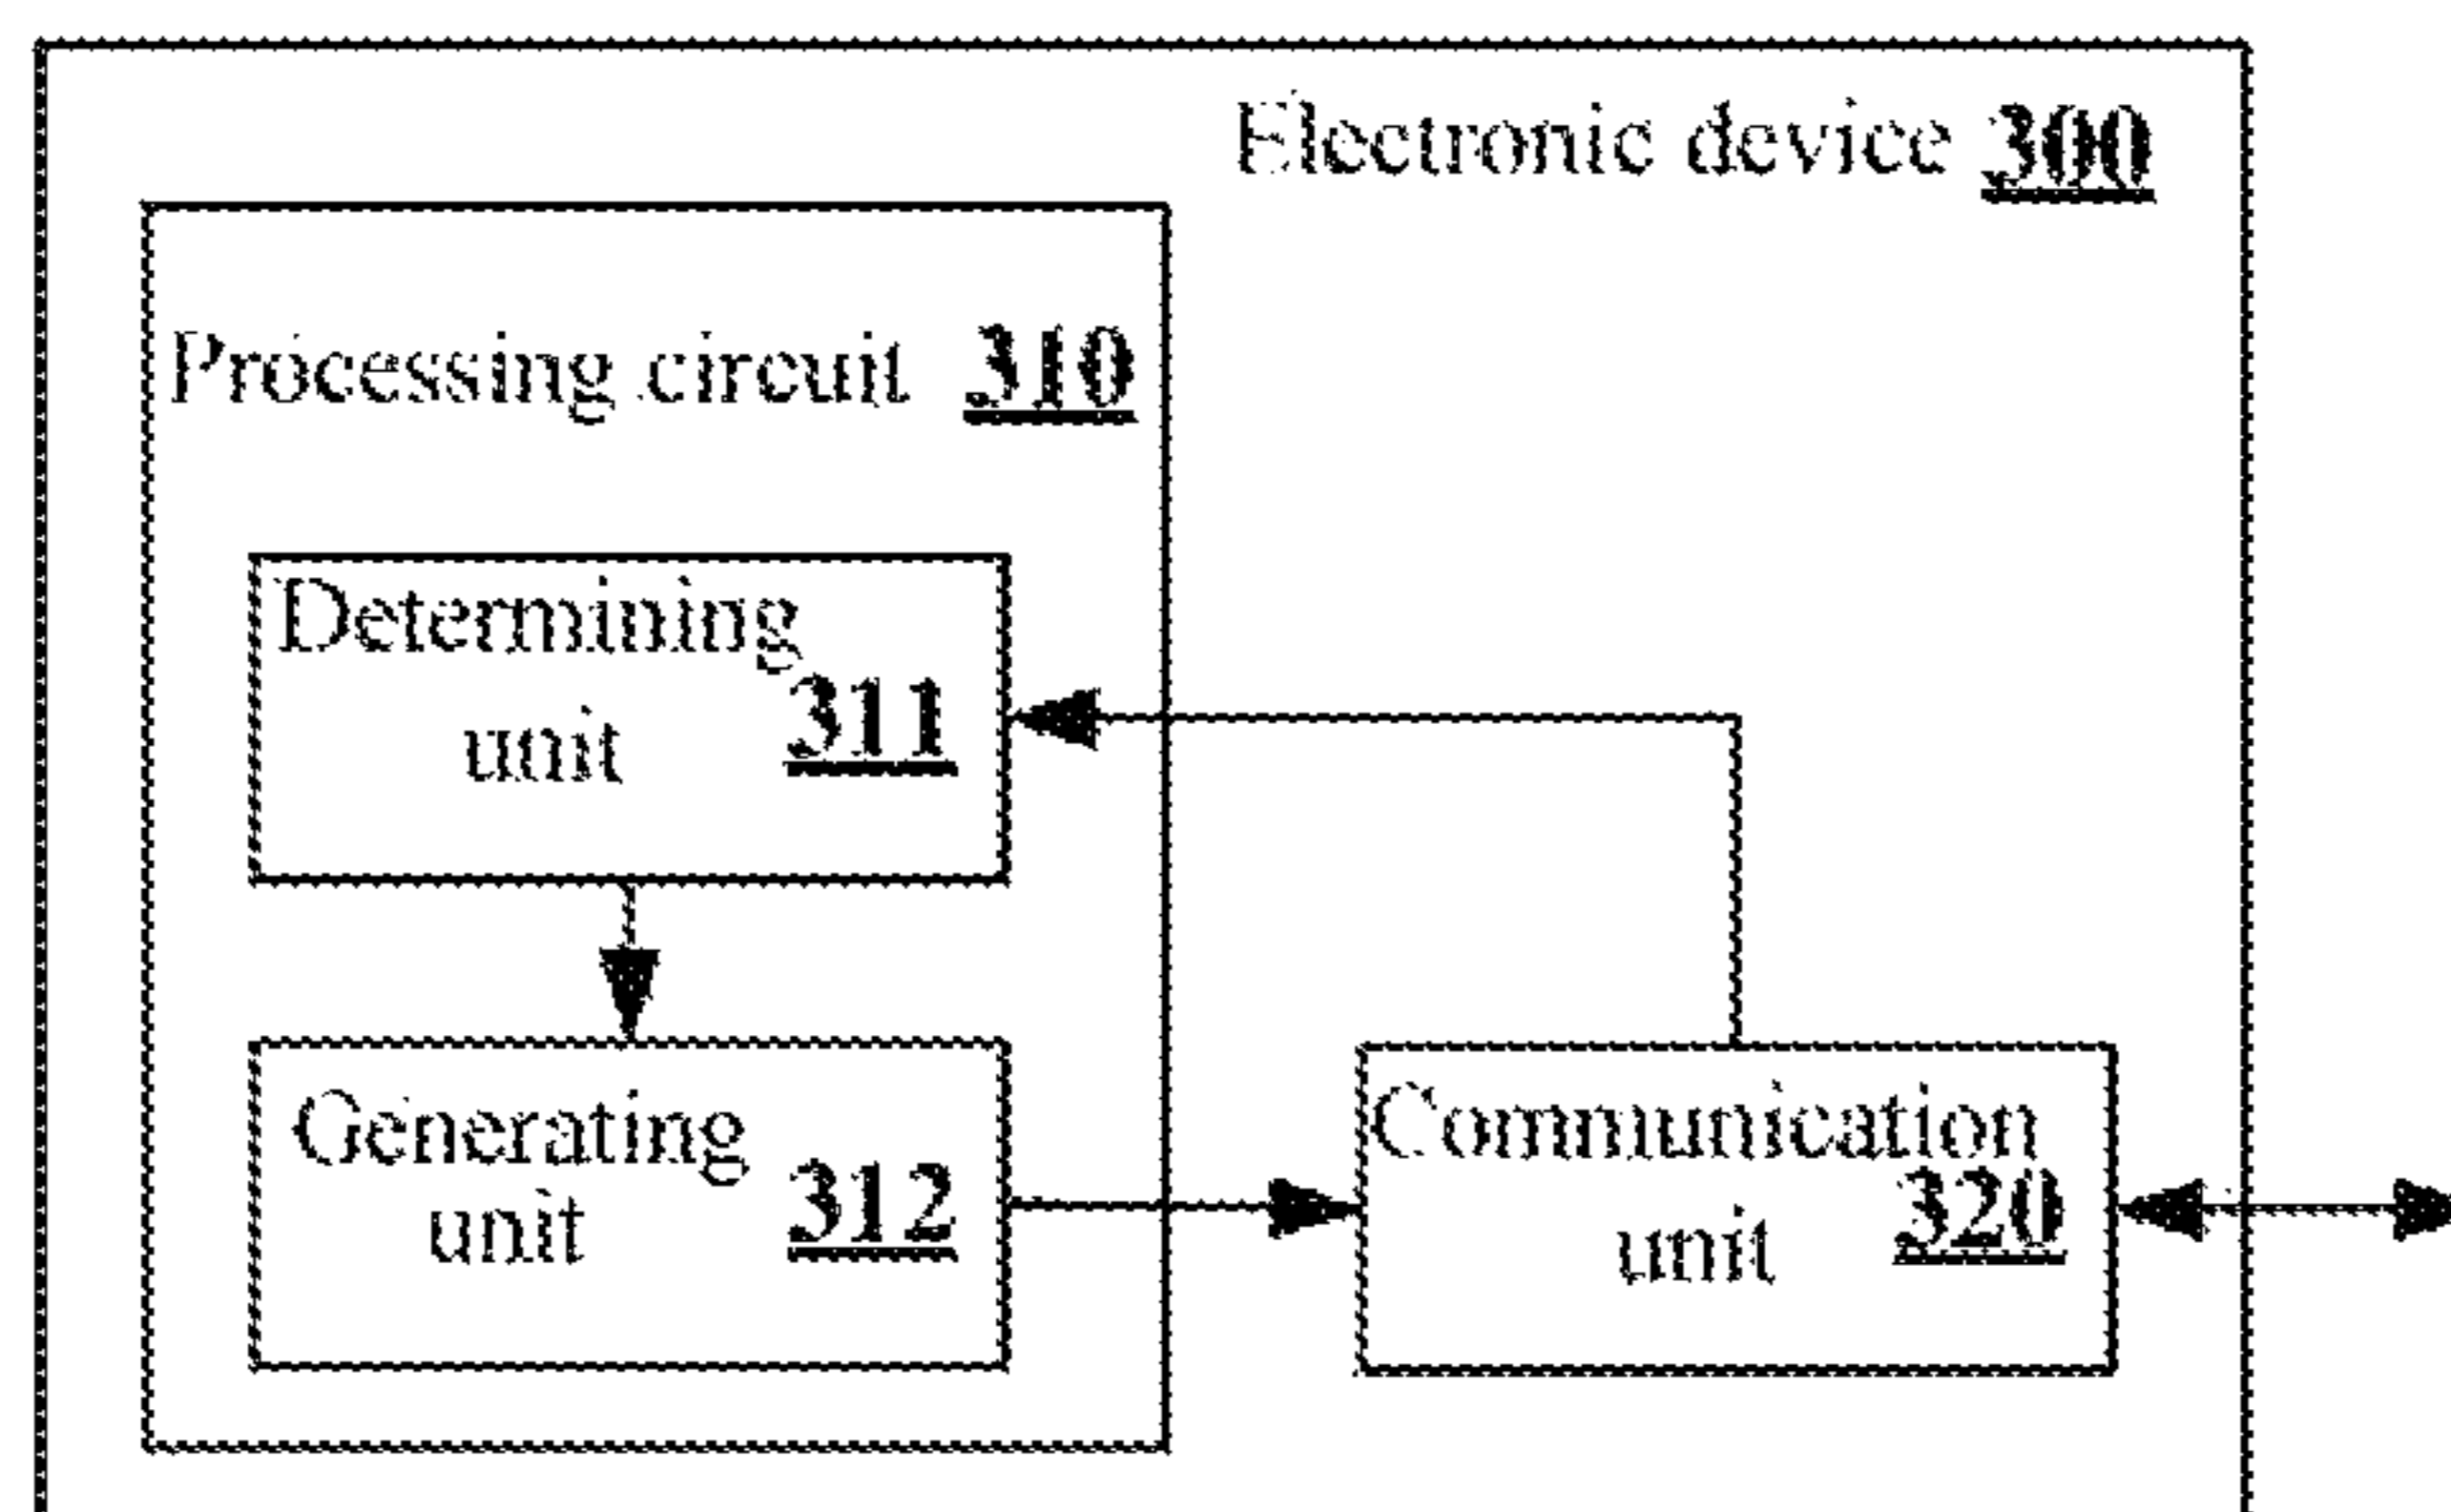 Electronic device 300
Processing circuit 310
Determining
unit 311
Generating
unit 312
Communication
unit 320